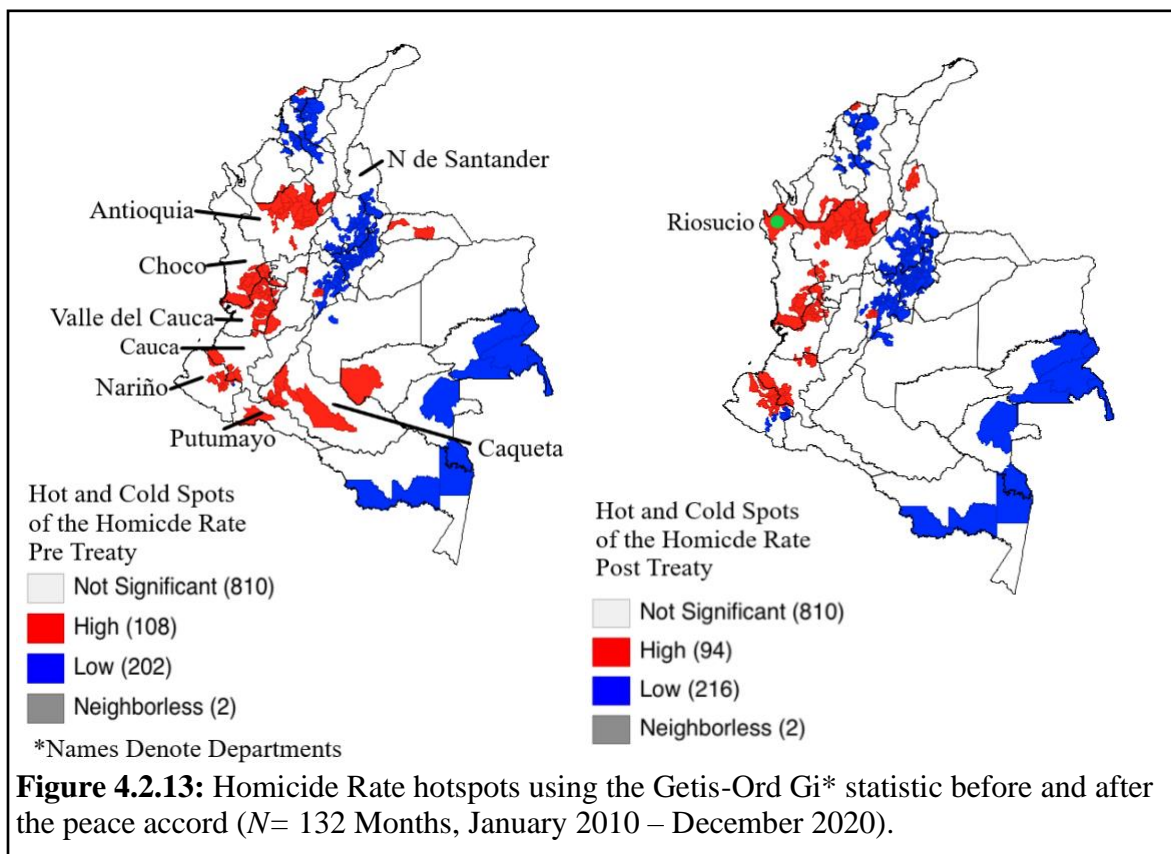 N de Santander
Antioquia
Choco
Valle del Cauca
Cauca
Nariño
Putumayo
Caqueta
Hot and Cold Spots
of the Homicde Rate
Pre Treaty
Not Significant (810)
High (108)
Low (202)
Neighborless (2)
*Names Denote Departments
Riosucio
Hot and Cold Spots
of the Homicde Rate
Post Treaty
Not Significant (810)
High (94)
Low (216)
Neighborless (2)
Figure 4.2.13: Homicide Rate hotspots using the Getis-Ord Gi* statistic before and after
the peace accord (N= 132 Months, January 2010 – December 2020).